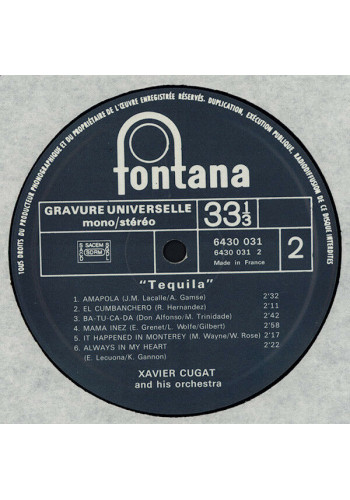 TOUS DROITS DU PRODUCTEUR PHONOGRAPHIQUE ET DU PROPRIÉTAIRE DE L'ŒUVRE ENREGISTRÉE RÉSERVÉS. DUPLICATION, EXÉCUTION PUBLIQUE, RADIODIFFUSION DE CE DISQUE INTERDITES
fontana
GRAVURE UNIVERSELLE
mono/stéréo
33 1/3
6430 031
6430 031 2
Made in France
2
SACEM
SDRM
"Tequila"
1 AMAPOLA (J.M. Lacalle/A. Gamse) 2'32
2 EL CUMBANCHERO (R. Hernandez) 2'11
3 BA-TU-CA-DA (Don Alfonso/M. Trinidade) 2'42
4 MAMA INEZ (E. Grenet/L. Wolfe/Gilbert) 2'58
5 IT HAPPENED IN MONTEREY (M. Wayne/W. Rose) 2'17
6 ALWAYS IN MY HEART 2'22
(E. Lecuona/K. Gannon)
XAVIER CUGAT
and his orchestra